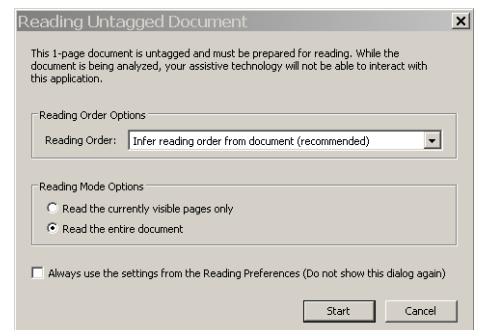 Reading Untagged Document
This 1-page document is untagged and must be prepared for reading. While the
document is being analyzed, your assistive technology will not be able to interact with
this application.
Reading Order Options
Reading Order: Infer reading order from document (recommended)
Reading Mode Options
Read the currently visible pages only
Read the entire document
Always use the settings from the Reading Preferences (Do not show this dialog again)
Start Cancel